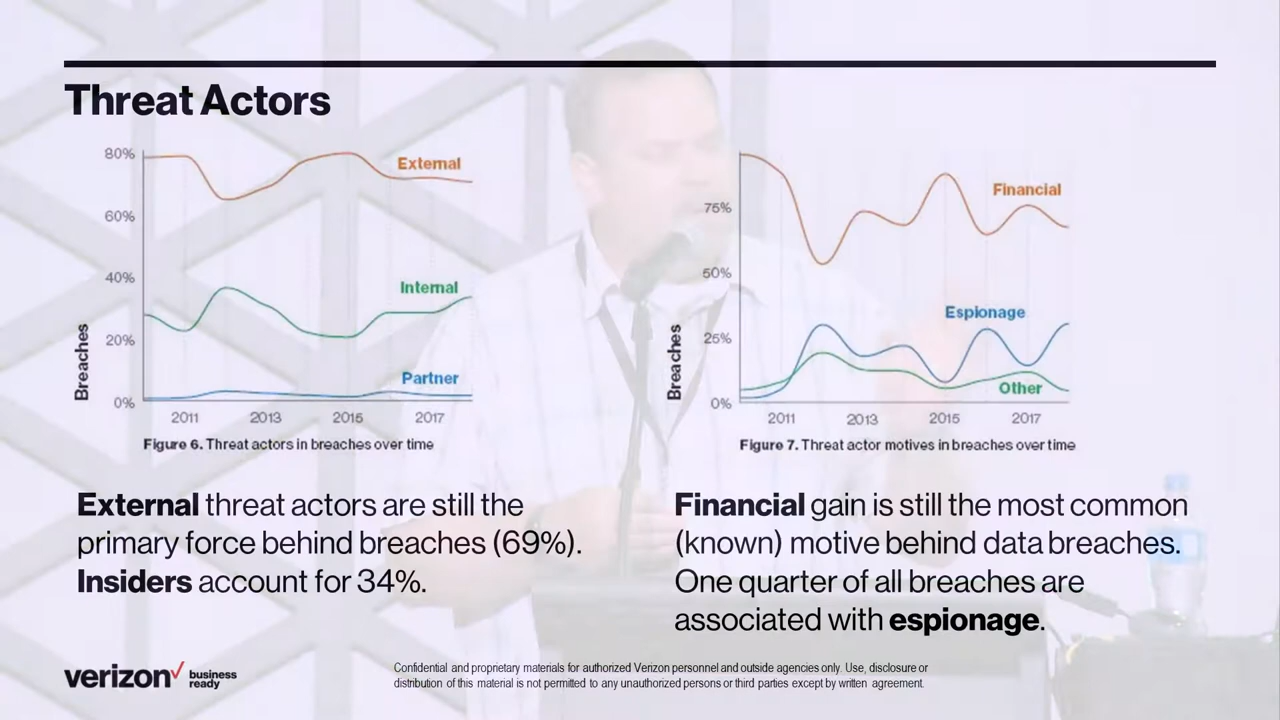 Threat Actors
80%
60%
40%
20%
0%
Breaches
External
Internal
Partner
2011 2013 2015 2017
Figure 6. Threat actors in breaches over time
75%
50%
25%
0%
Breaches
Financial
Espionage
Other
2011 2013 2015 2017
Figure 7. Threat actor motives in breaches over time
External threat actors are still the
primary force behind breaches (69%).
Insiders account for 34%.
Financial gain is still the most common
(known) motive behind data breaches.
One quarter of all breaches are
associated with espionage.
verizon✓ business
ready
Confidential and proprietary materials for authorized Verizon personnel and outside agencies only. Use, disclosure or
distribution of this material is not permitted to any unauthorized persons or third parties except by written agreement.